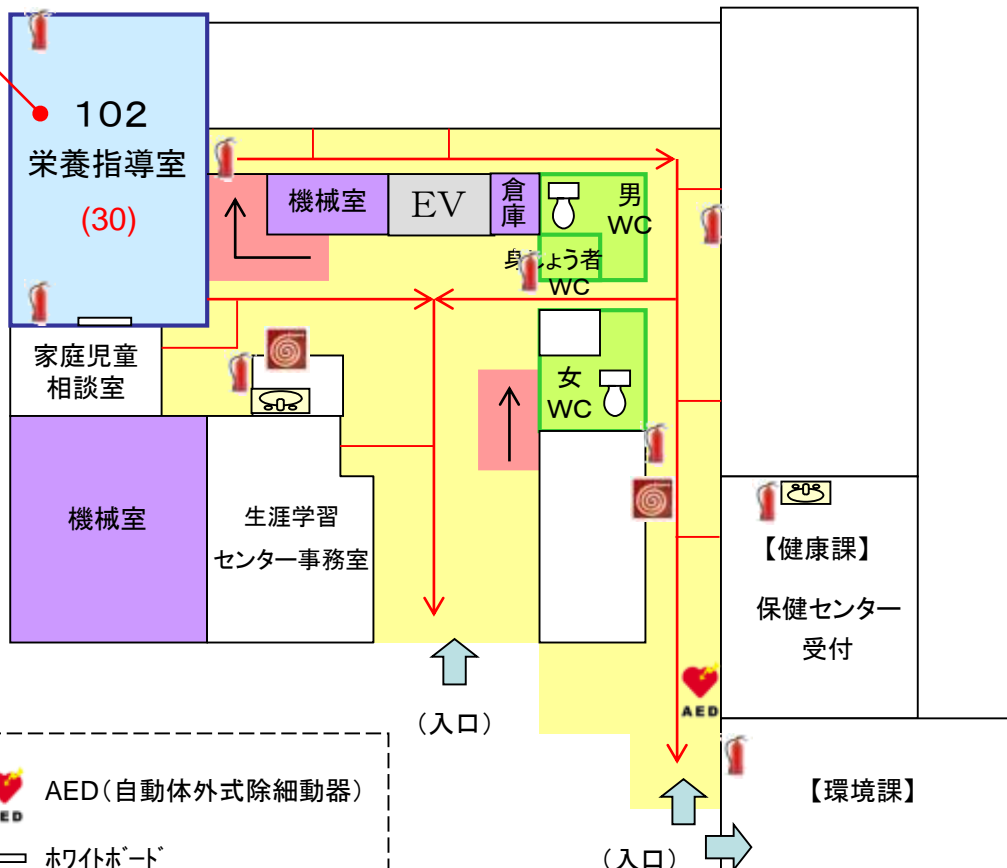 102
栄養指導室
(30)
機械室
EV
倉
庫
男
WC
身しょう者
WC
家庭児童
相談室
女
WC
機械室
生涯学習
センター事務室
【健康課】
保健センター
受付
AED
（入口）
AED（自動体外式除細動器）
AED
【環境課】
ﾎﾜｲﾄﾎﾞｰﾄﾞ
（入口）